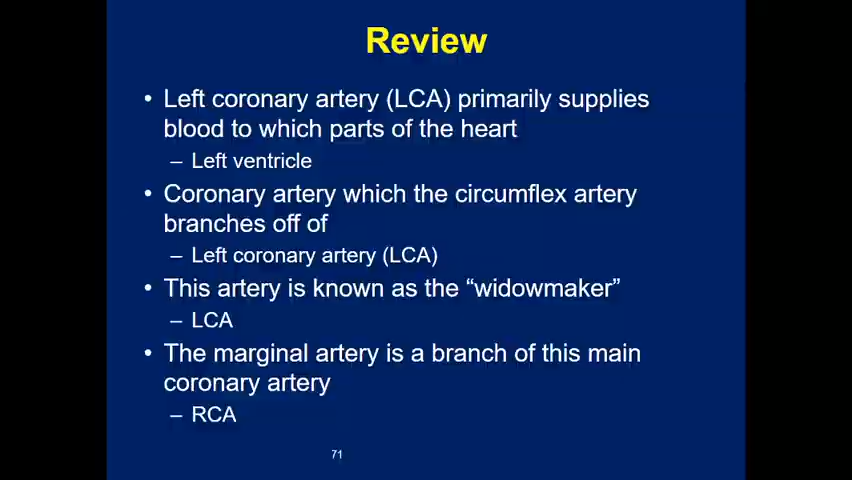 Review
• Left coronary artery (LCA) primarily supplies
blood to which parts of the heart
– Left ventricle
• Coronary artery which the circumflex artery
branches off of
– Left coronary artery (LCA)
• This artery is known as the “widowmaker”
– LCA
• The marginal artery is a branch of this main
coronary artery
– RCA
71